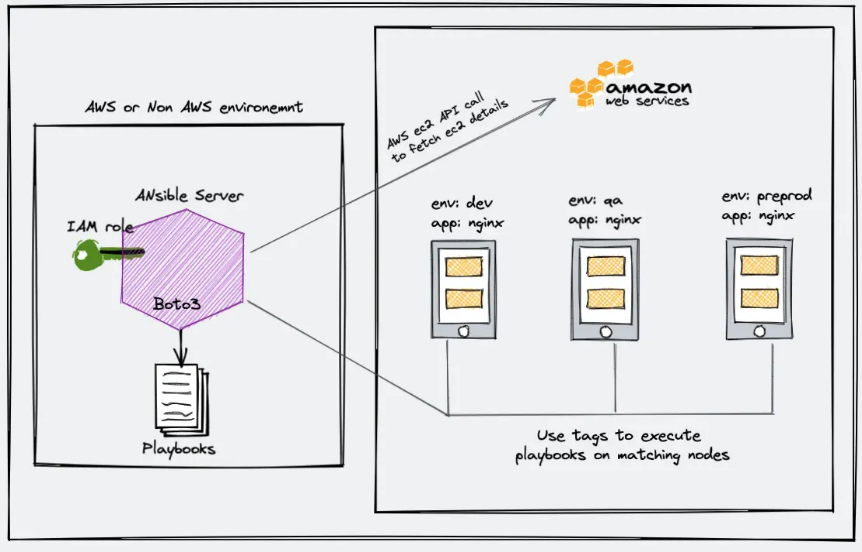 AWS or Non AWS environemnt
ANsible Server
IAM role
Boto3
Playbooks
AWS ec2 API call
to fetch ec2 details
amazon
web services
env: dev
app: nginx
env: qa
app: nginx
env: preprod
app: nginx
Use tags to execute
playbooks on matching nodes